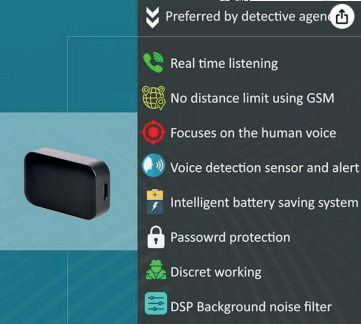 Preferred by detective agen
Real time listening
No distance limit using GSM
Focuses on the human voice
Voice detection sensor and alert
Intelligent battery saving system
Passowrd protection
Discret working
DSP Background noise filter